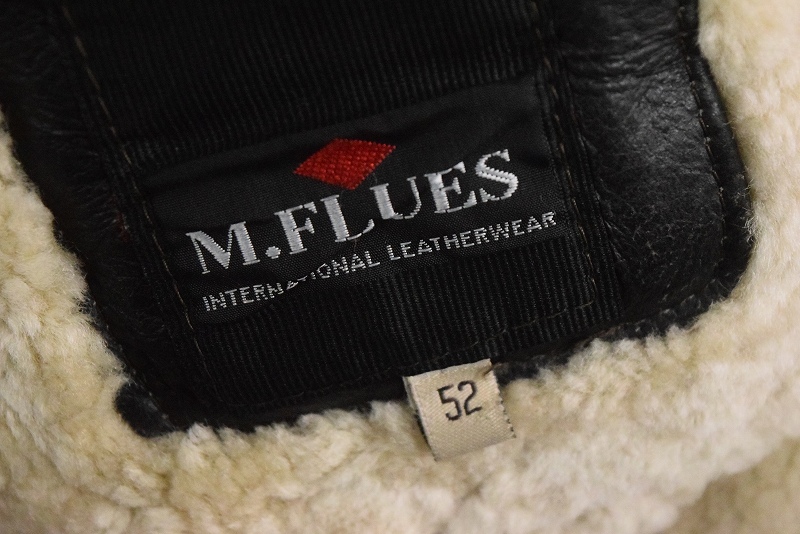 M.FLUES
INTERNATIONAL LEATHERWEAR
52